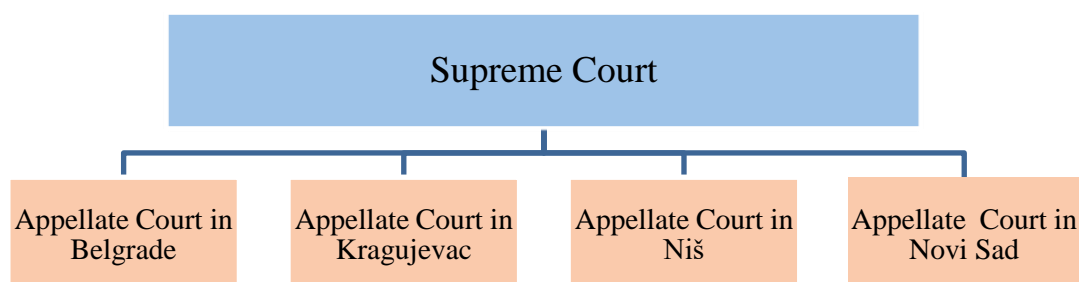 Supreme Court
Appellate Court in
Belgrade
Appellate Court in
Kragujevac
Appellate Court in
Niš
Appellate Court in
Novi Sad